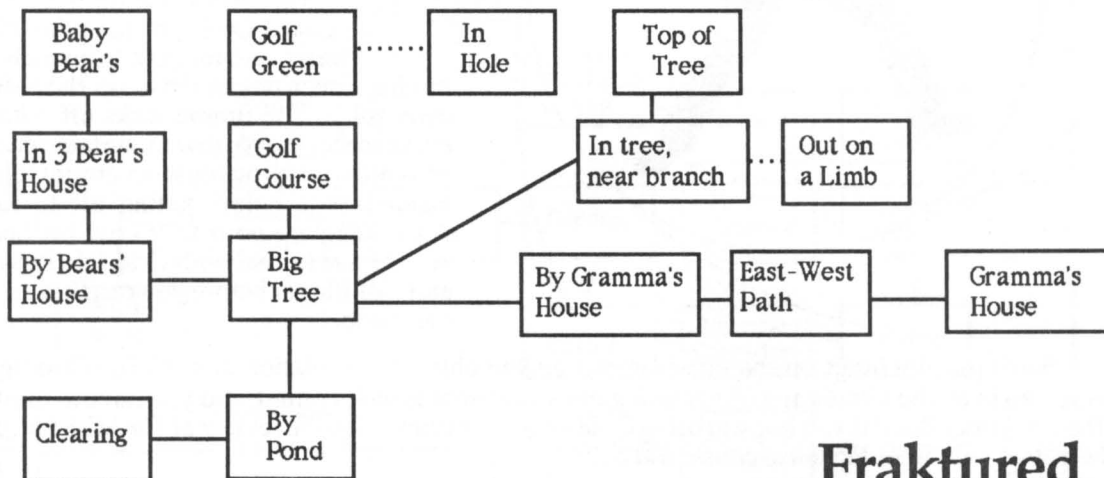 Baby
Bear's
Golf
Green
In
Hole
Top of
Tree
In 3 Bear's
House
Golf
Course
In tree,
near branch
Out on
a Limb
By Bears'
House
Big
Tree
By Gramma's
House
East-West
Path
Gramma's
House
Clearing
By
Pond
Fraktured